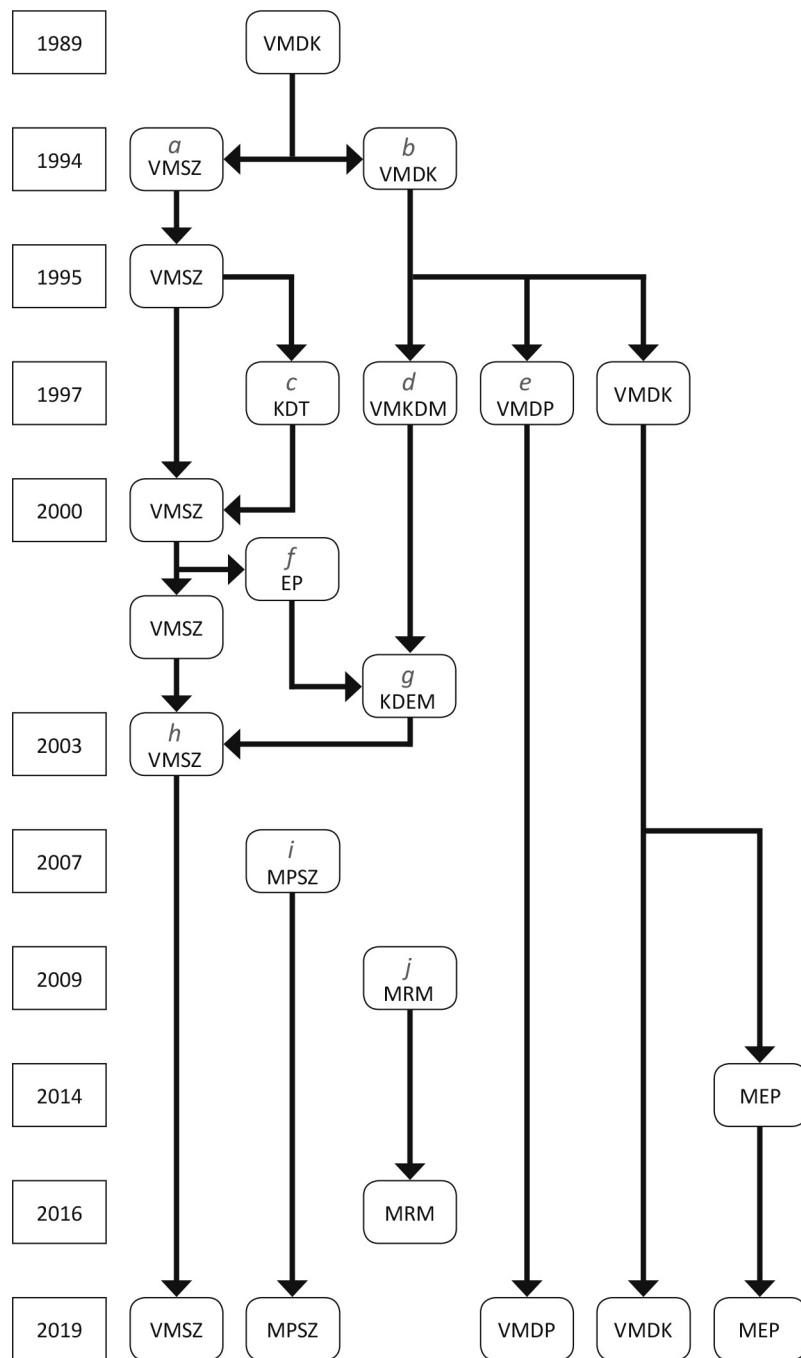 1989
VMDK
1994
a
VMSZ
b
VMDK
1995
VMSZ
1997
c
KDT
d
VMKDM
e
VMDP
VMDK
2000
VMSZ
f
EP
VMSZ
g
KDEM
2003
h
VMSZ
2007
i
MPSZ
2009
j
MRM
2014
MEP
2016
MRM
2019
VMSZ
MPSZ
VMDP
VMDK
MEP